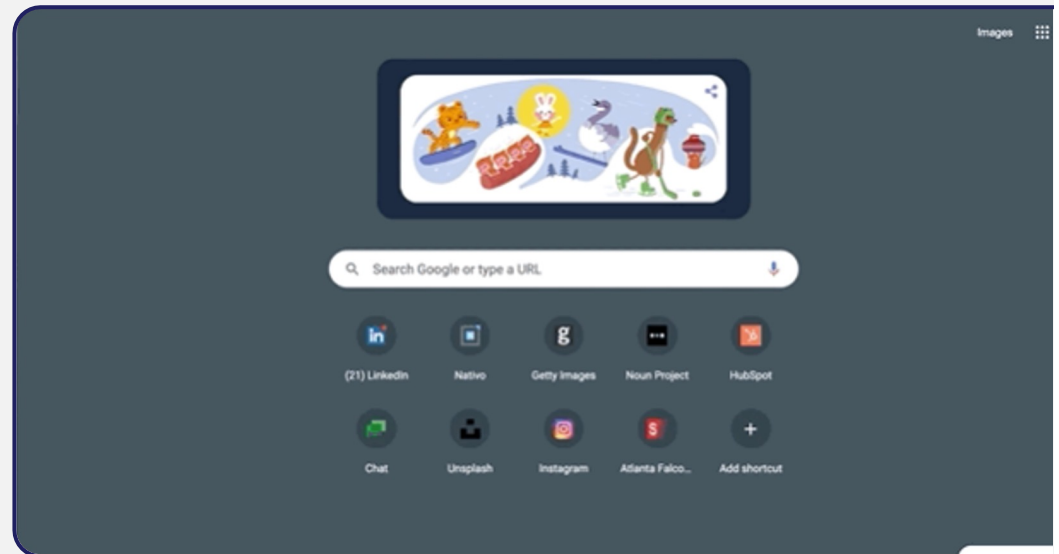 Images
Search Google or type a URL
(21) LinkedIn
Nativo
Getty Images
Noun Project
HubSpot
Chat
Unsplash
Instagram
Atlanta Falco...
Add shortcut